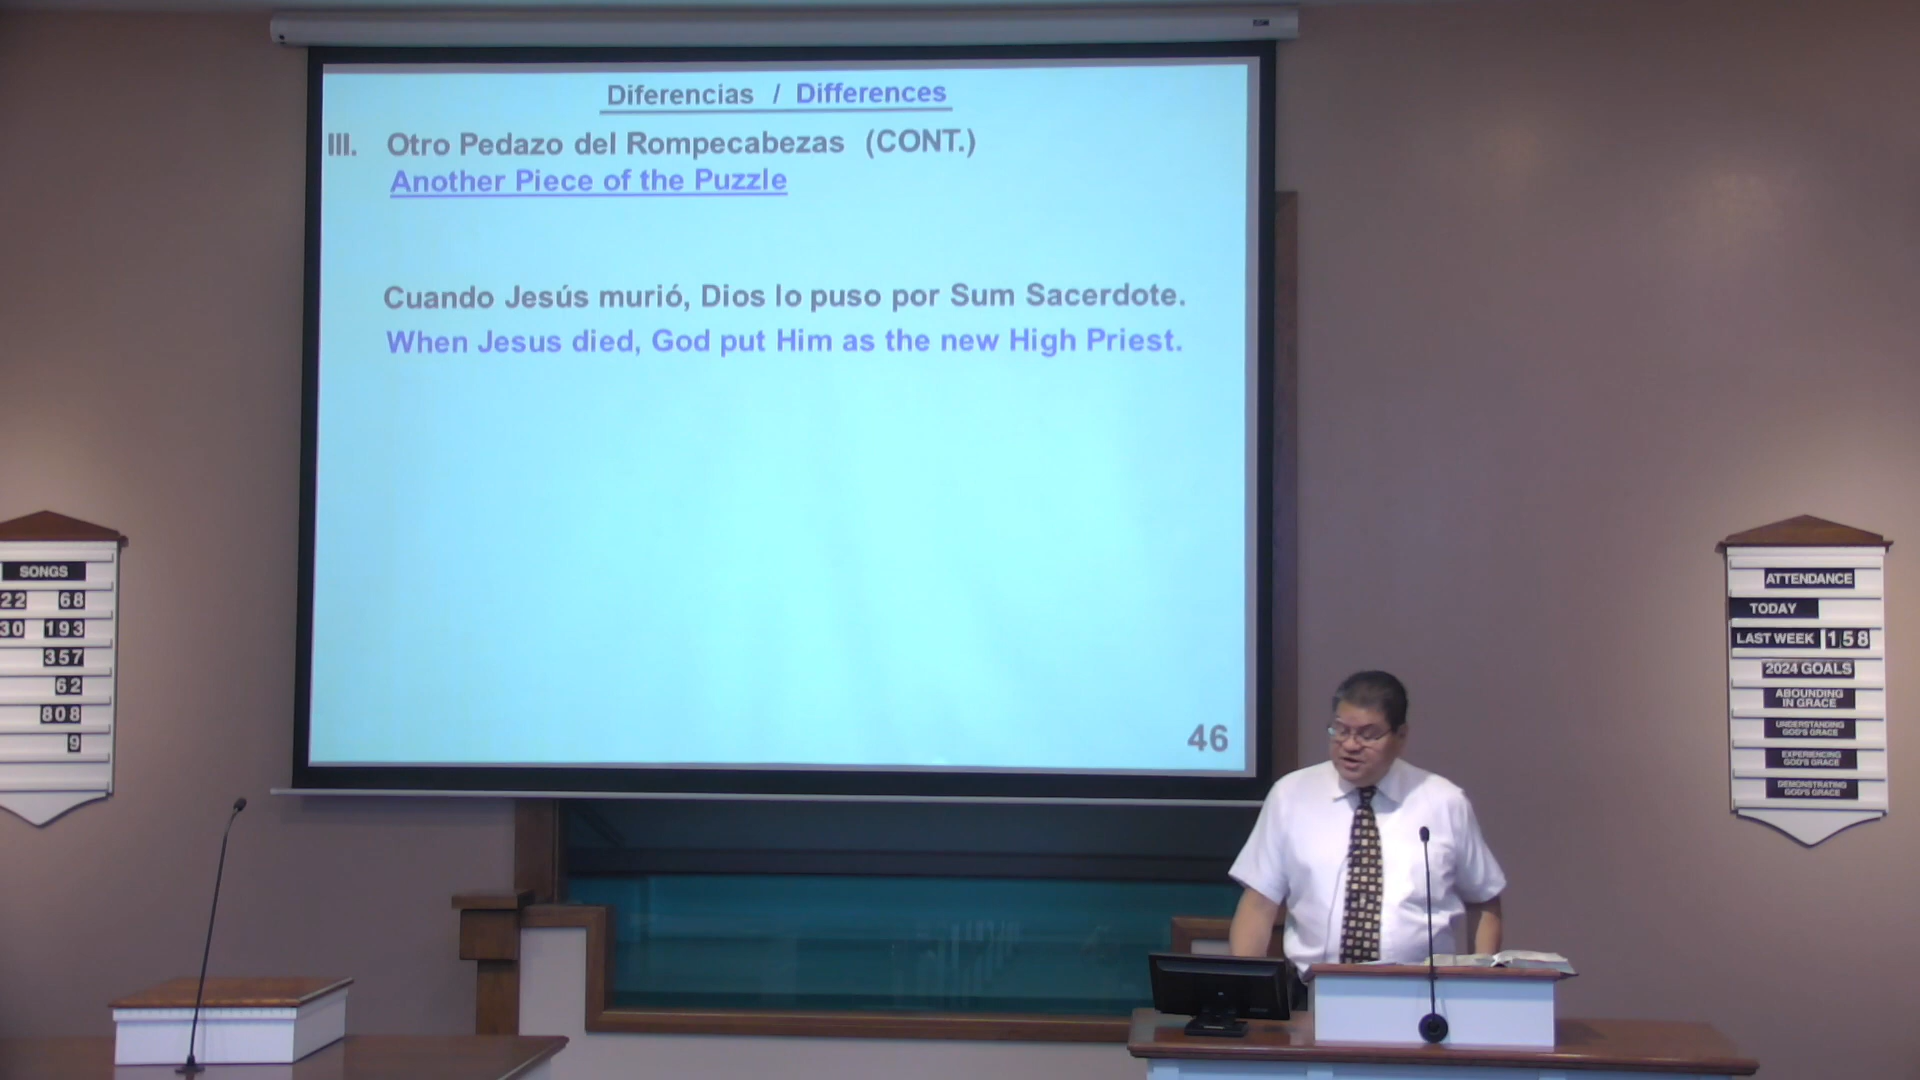 Diferencias / Differences
III. Otro Pedazo del Rompecabezas (CONT.)
Another Piece of the Puzzle
Cuando Jesús murió, Dios lo puso por Sum Sacerdote.
When Jesus died, God put Him as the new High Priest.
46
SONGS
22 68
30 193
357
62
808
9
ATTENDANCE
TODAY
LAST WEEK 158
2024 GOALS
ABOUNDING
IN GRACE
UNDERSTANDING
GOD'S GRACE
EXPERIENCING
GOD'S GRACE
DEMONSTRATING
GOD'S GRACE